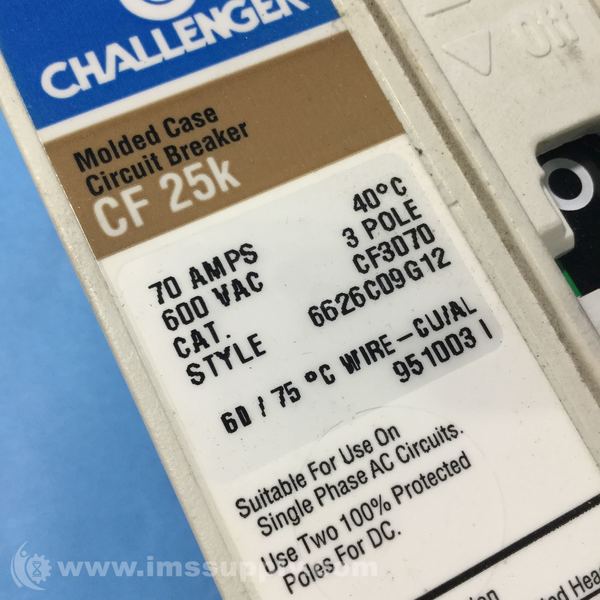 CHALLENGER
Molded Case
Circuit Breaker
CF 25k
70 AMPS 40°C
600 VAC 3 POLE
CAT. CF3070
STYLE 6626C09G12
60 / 75 °C WIRE-CU/AL
951003 I
Suitable For Use On
Single Phase AC Circuits.
Use Two 100% Protected
Poles For DC.
Off
www.imssupply.com